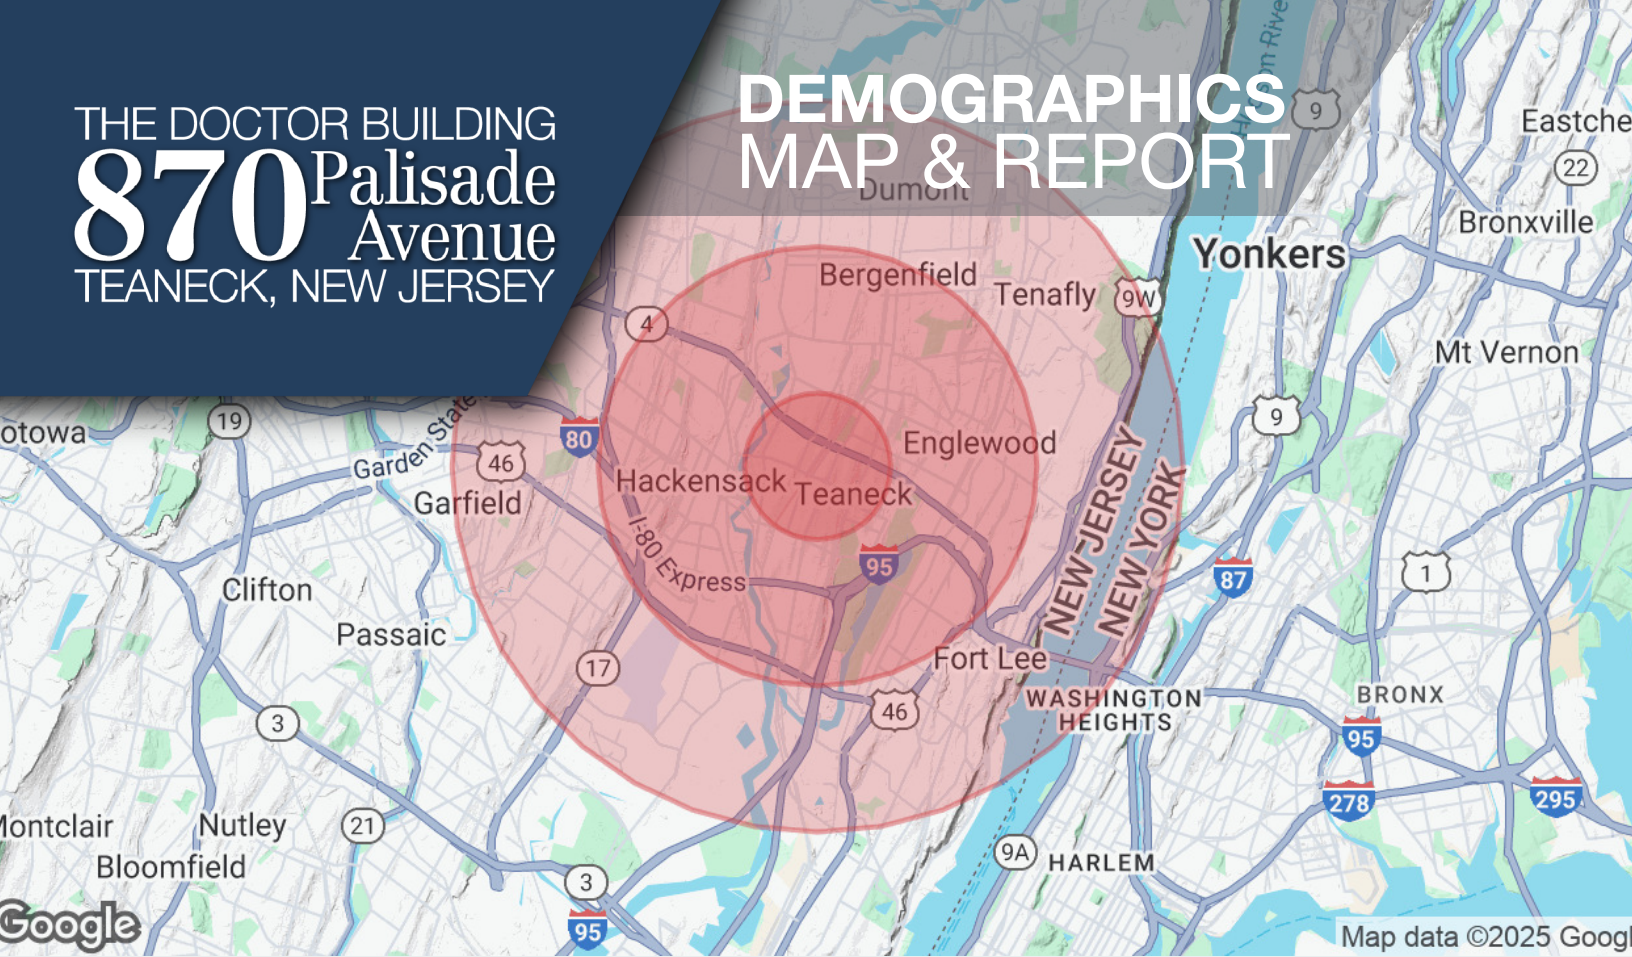 THE DOCTOR BUILDING
870 Palisade
Avenue
TEANECK, NEW JERSEY
DEMOGRAPHICS
MAP & REPORT
Hudson River
9
Eastche
22
Dumont
Bronxville
Yonkers
Bergenfield
Tenafly
9W
4
Mt Vernon
19
9
otowa
80
Garden State
46
Englewood
Hackensack
Teaneck
Garfield
NEW JERSEY
NEW YORK
I-80 Express
95
87
1
Clifton
Passaic
17
Fort Lee
WASHINGTON
HEIGHTS
BRONX
46
3
95
278
295
Montclair
Nutley
21
Bloomfield
9A
HARLEM
3
95
Google
Map data ©2025 Googl